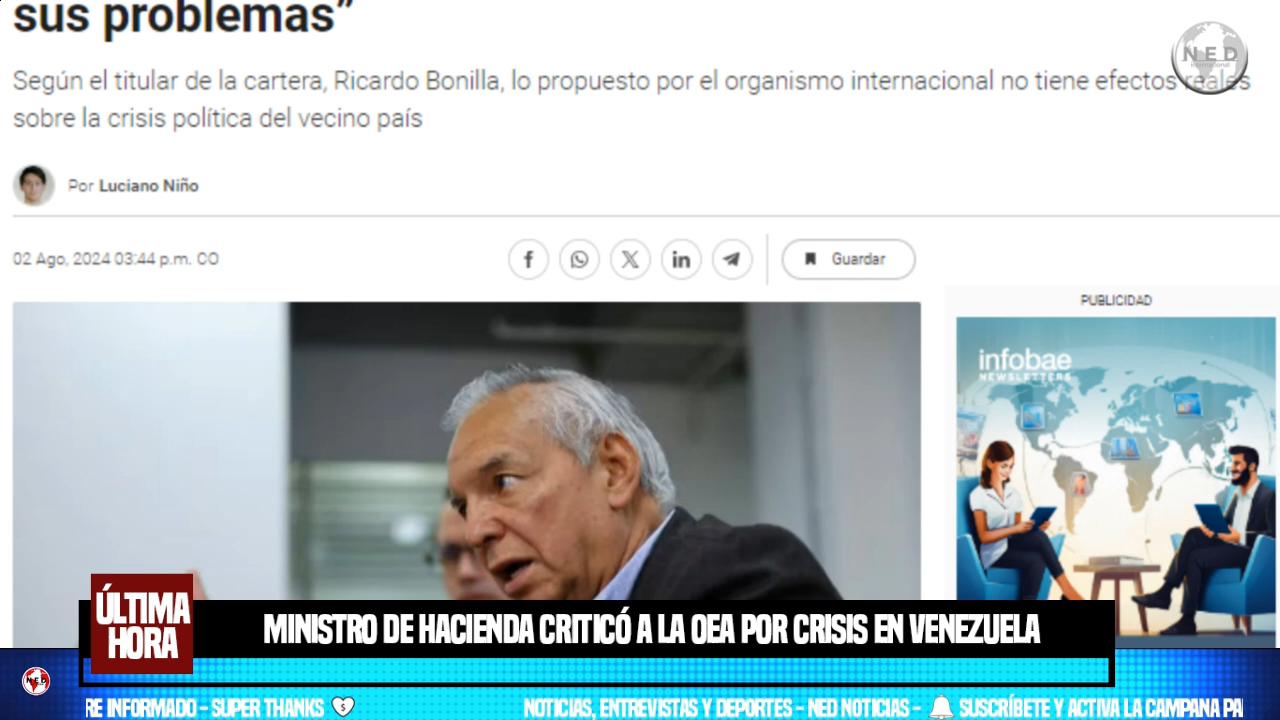 sus problemas”
NED
international
Según el titular de la cartera, Ricardo Bonilla, lo propuesto por el organismo internacional no tiene efectos reales
sobre la crisis política del vecino país
Por Luciano Niño
02 Ago, 2024 03:44 p.m. CO
Guardar
PUBLICIDAD
infobae
NEWSLETTERS
ÚLTIMA
HORA
MINISTRO DE HACIENDA CRITICÓ A LA OEA POR CRISIS EN VENEZUELA
NED
RE INFORMADO - SUPER THANKS
NOTICIAS, ENTREVISTAS Y DEPORTES - NED NOTICIAS - SUSCRÍBETE Y ACTIVA LA CAMPANA PA